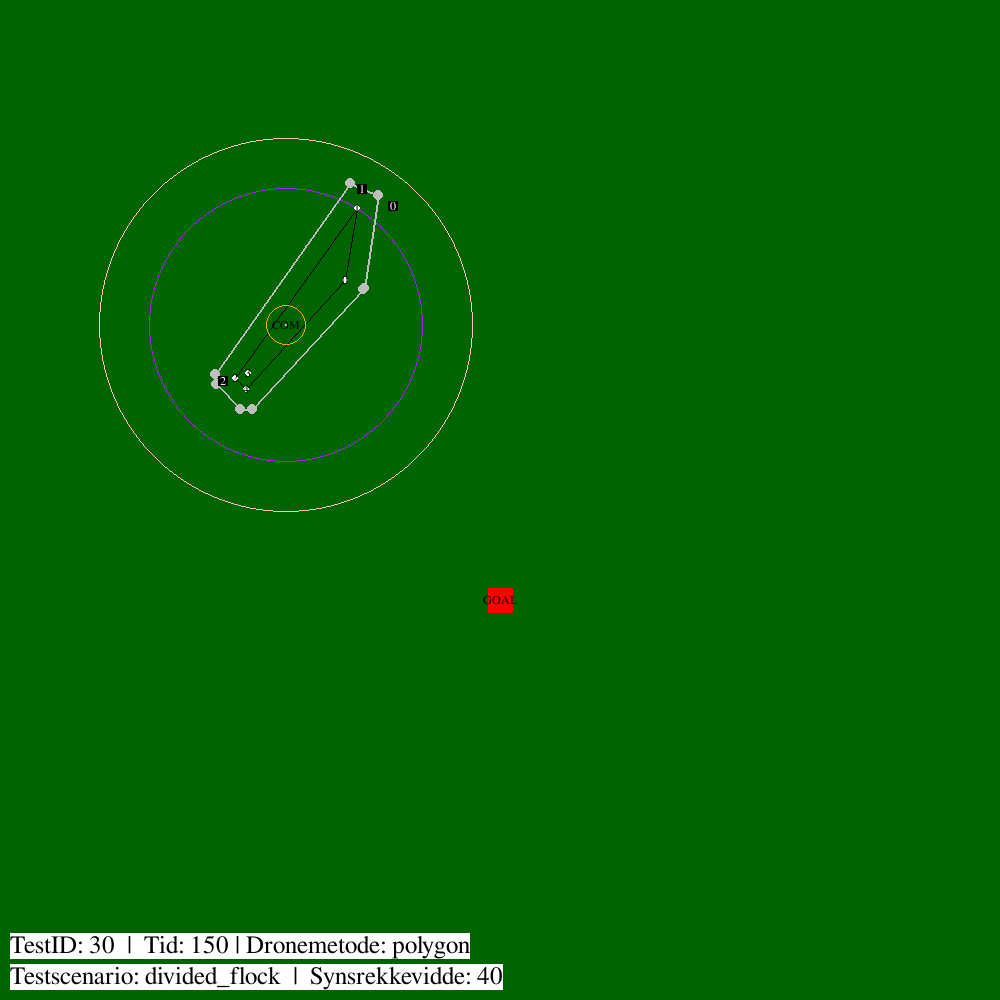 1
0
COM
2
GOAL
TestID: 30 | Tid: 150 | Dronemetode: polygon
Testscenario: divided_flock | Synsrekkevidde: 40